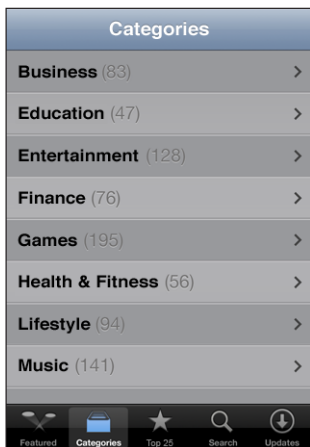 Categories
Business (83)
Education (47)
Entertainment (128)
Finance (76)
Games (195)
Health & Fitness (56)
Lifestyle (94)
Music (141)
Featured Categories Top 25 Search Updates